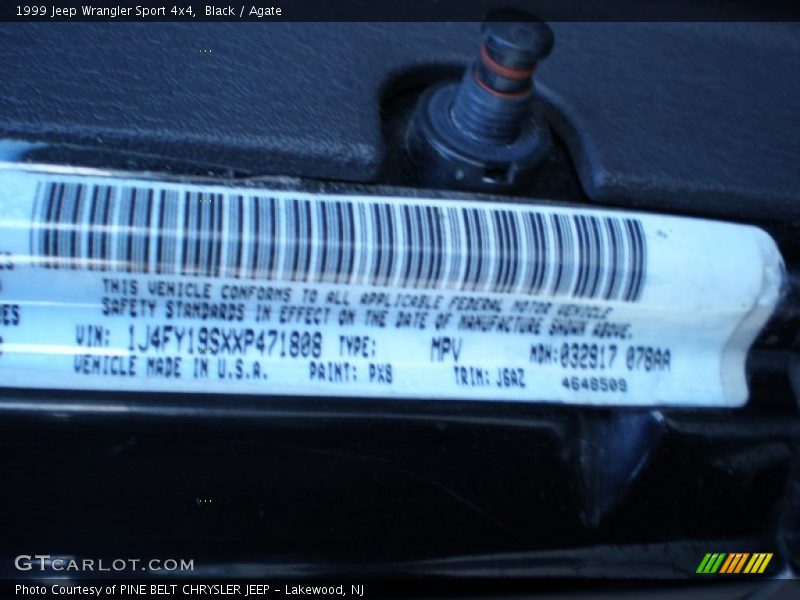 1999 Jeep Wrangler Sport 4x4,  Black / Agate
THIS VEHICLE CONFORMS TO ALL APPLICABLE FEDERAL MOTOR VEHICLE
SAFETY STANDARDS IN EFFECT ON THE DATE OF MANUFACTURE SHOWN ABOVE.
VIN: 1J4FY19SXXP471808 TYPE: MPV MDH:032917 078AA
VEHICLE MADE IN U.S.A. PAINT: PX8 TRIM: J6AZ 4648509
GTCARLOT.COM
Photo Courtesy of PINE BELT CHRYSLER JEEP - Lakewood, NJ